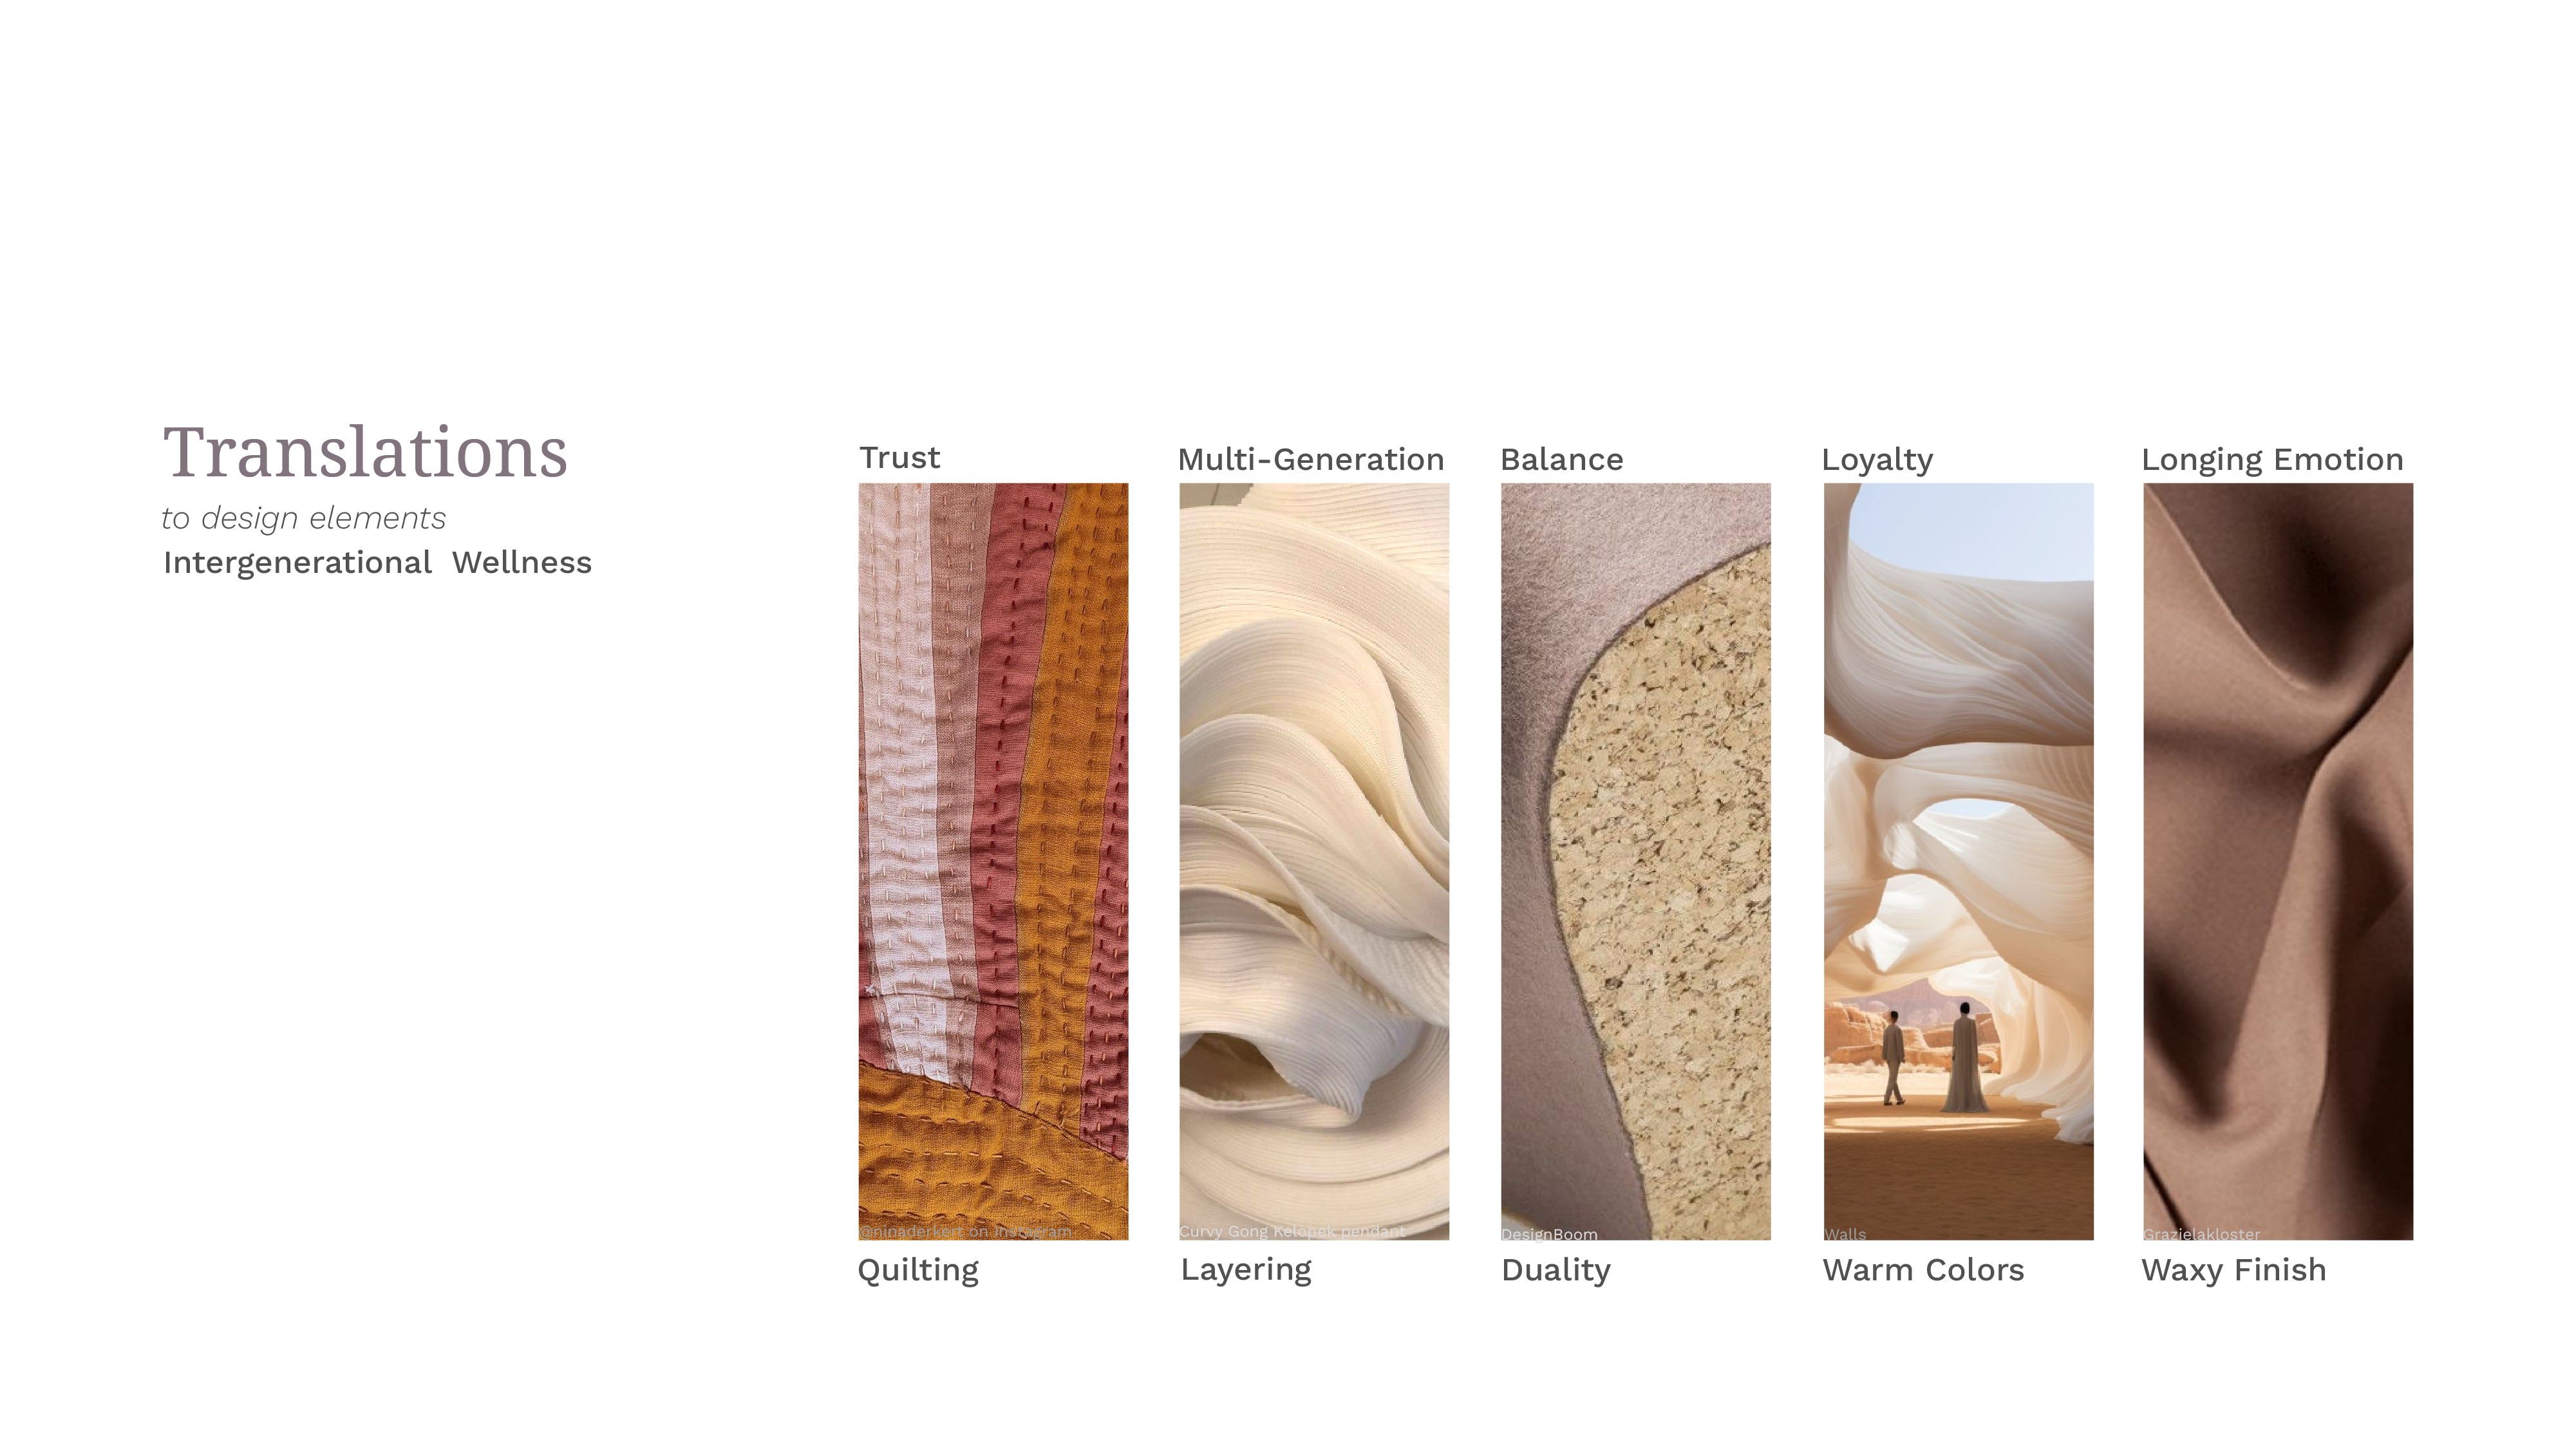 Translations
to design elements
Intergenerational Wellness
Trust
Multi-Generation
Balance
Loyalty
Longing Emotion
@ninaderkert on Instagram
Curvy Gong Kelopak pendant
DesignBoom
Walls
Grazielakloster
Quilting
Layering
Duality
Warm Colors
Waxy Finish